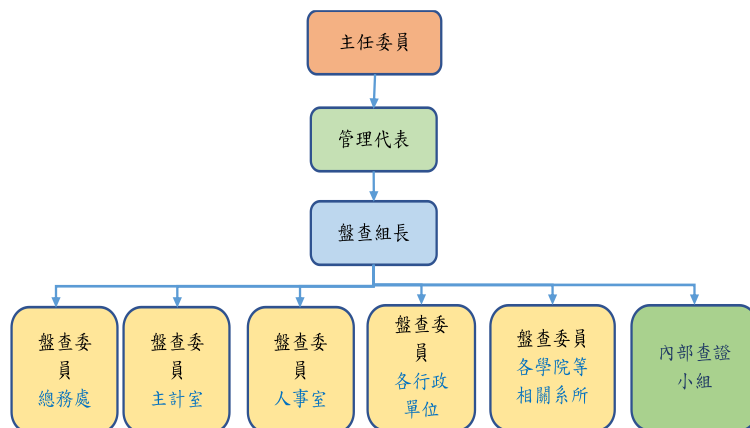 主任委員
管理代表
盤查組長
盤查委
員
總務處
盤查委
員
主計室
盤查委
員
人事室
盤查委
員
各行政
單位
盤查委員
各學院等
相關系所
內部查證
小組